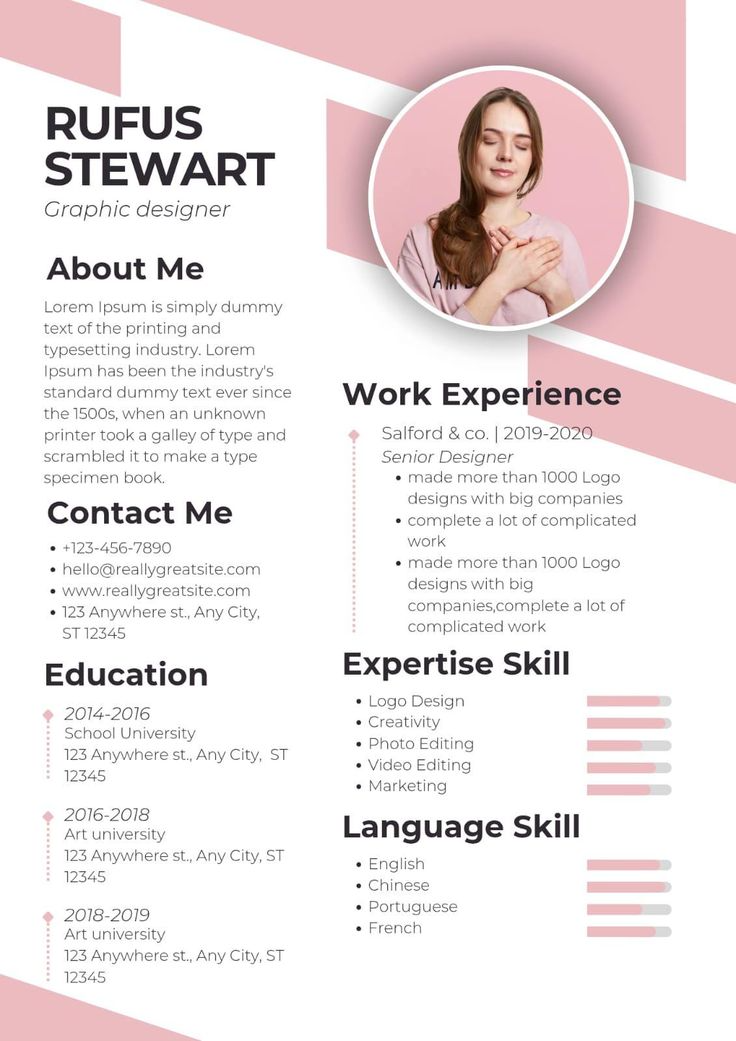 RUFUS
STEWART
Graphic designer
About Me
Lorem Ipsum is simply dummy
text of the printing and
typesetting industry. Lorem
Ipsum has been the industry's
standard dummy text ever since
the 1500s, when an unknown
printer took a galley of type and
scrambled it to make a type
specimen book.
Contact Me
• +123-456-7890
• hello@reallygreatsite.com
• www.reallygreatsite.com
• 123 Anywhere st., Any City,
ST 12345
Education
2014-2016
School University
123 Anywhere st., Any City, ST
12345
2016-2018
Art university
123 Anywhere st., Any City, ST
12345
2018-2019
Art university
123 Anywhere st., Any City, ST
12345
Work Experience
Salford & co. | 2019-2020
Senior Designer
• made more than 1000 Logo
designs with big companies
• complete a lot of complicated
work
• made more than 1000 Logo
designs with big
companies,complete a lot of
complicated work
Expertise Skill
• Logo Design
• Creativity
• Photo Editing
• Video Editing
• Marketing
Language Skill
• English
• Chinese
• Portuguese
• French